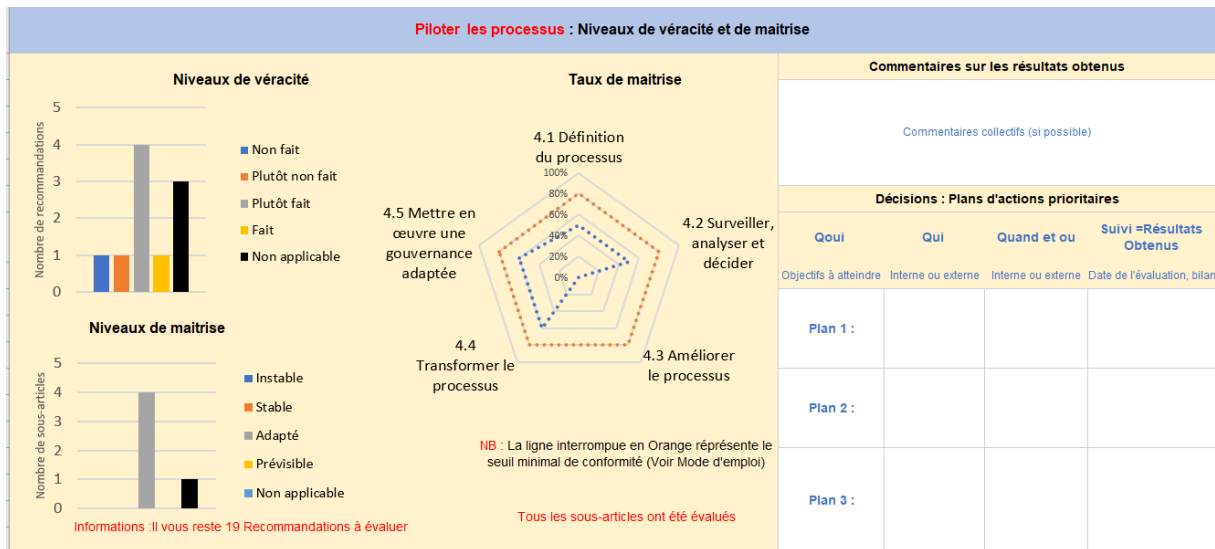 Piloter les processus : Niveaux de véracité et de maitrise
Niveaux de véracité
Nombre de recommandations
5
4
3
2
1
0
Non fait
Plutôt non fait
Plutôt fait
Fait
Non applicable
Niveaux de maitrise
Nombre de sous-articles
5
4
3
2
1
0
Instable
Stable
Adapté
Prévisible
Non applicable
Informations :Il vous reste 19 Recommandations à évaluer
Taux de maitrise
4.1 Définition
du processus
100%
80%
60%
40%
20%
0%
4.2 Surveiller,
analyser et
décider
4.3 Améliorer
le processus
4.4
Transformer le
processus
4.5 Mettre en
œuvre une
gouvernance
adaptée
NB : La ligne interrompue en Orange réprésente le
seuil minimal de conformité (Voir Mode d'emploi)
Tous les sous-articles ont été évalués
Commentaires sur les résultats obtenus
Commentaires collectifs (si possible)
Décisions : Plans d'actions prioritaires
Qoui
Qui
Quand et ou
Suivi =Résultats
Obtenus
Objectifs à atteindre
Interne ou externe
Interne ou externe
Date de l'évaluation, bilan
Plan 1 :
Plan 2 :
Plan 3 :